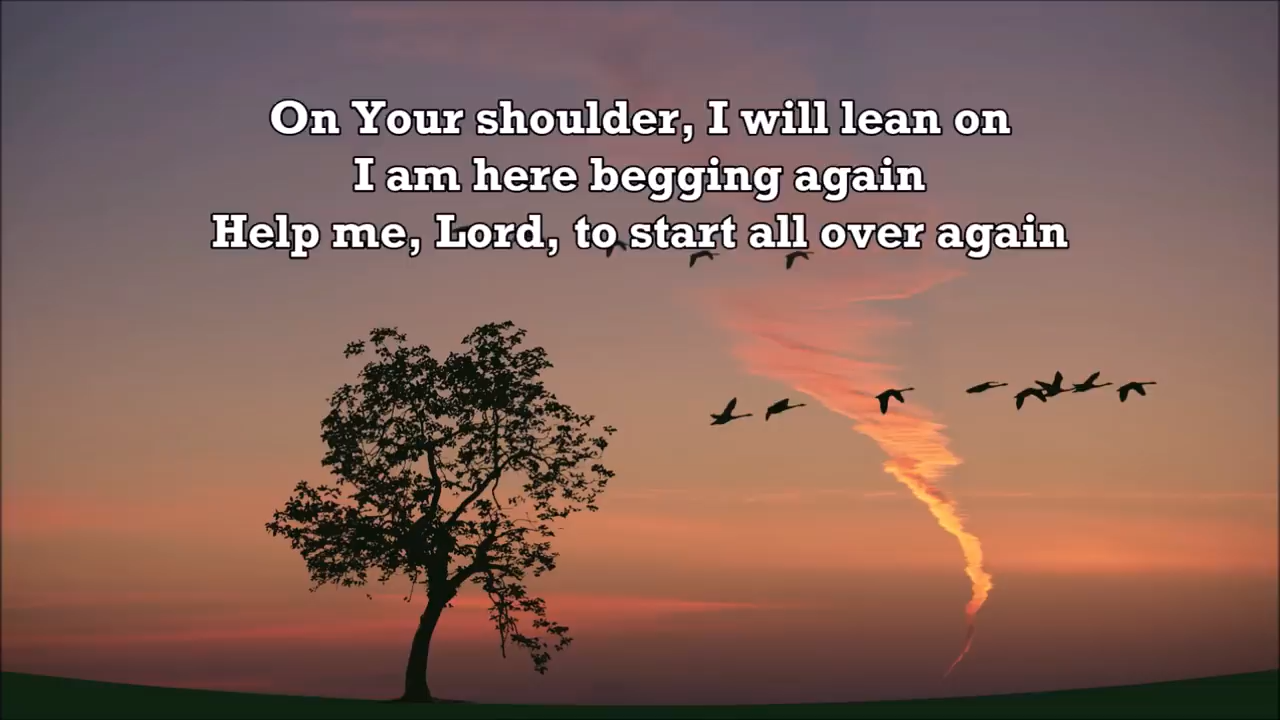 On Your shoulder, I will lean on
I am here begging again
Help me, Lord, to start all over again